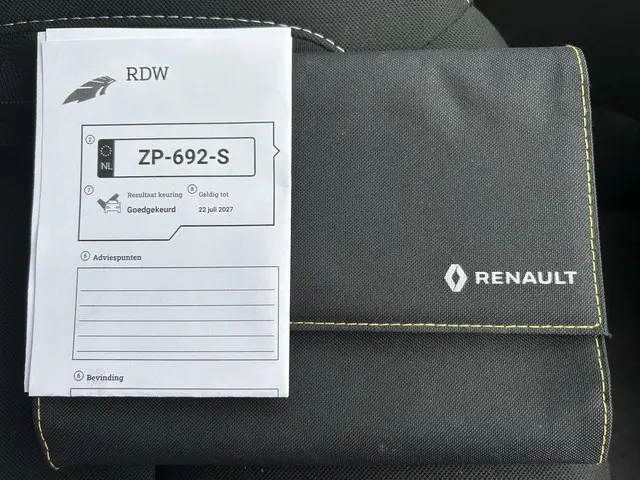 RDW
2
NL
ZP-692-S
7 Resultaat keuring 8 Geldig tot
Goedgekeurd 22 juli 2027
6 Adviespunten
6 Bevinding
RENAULT